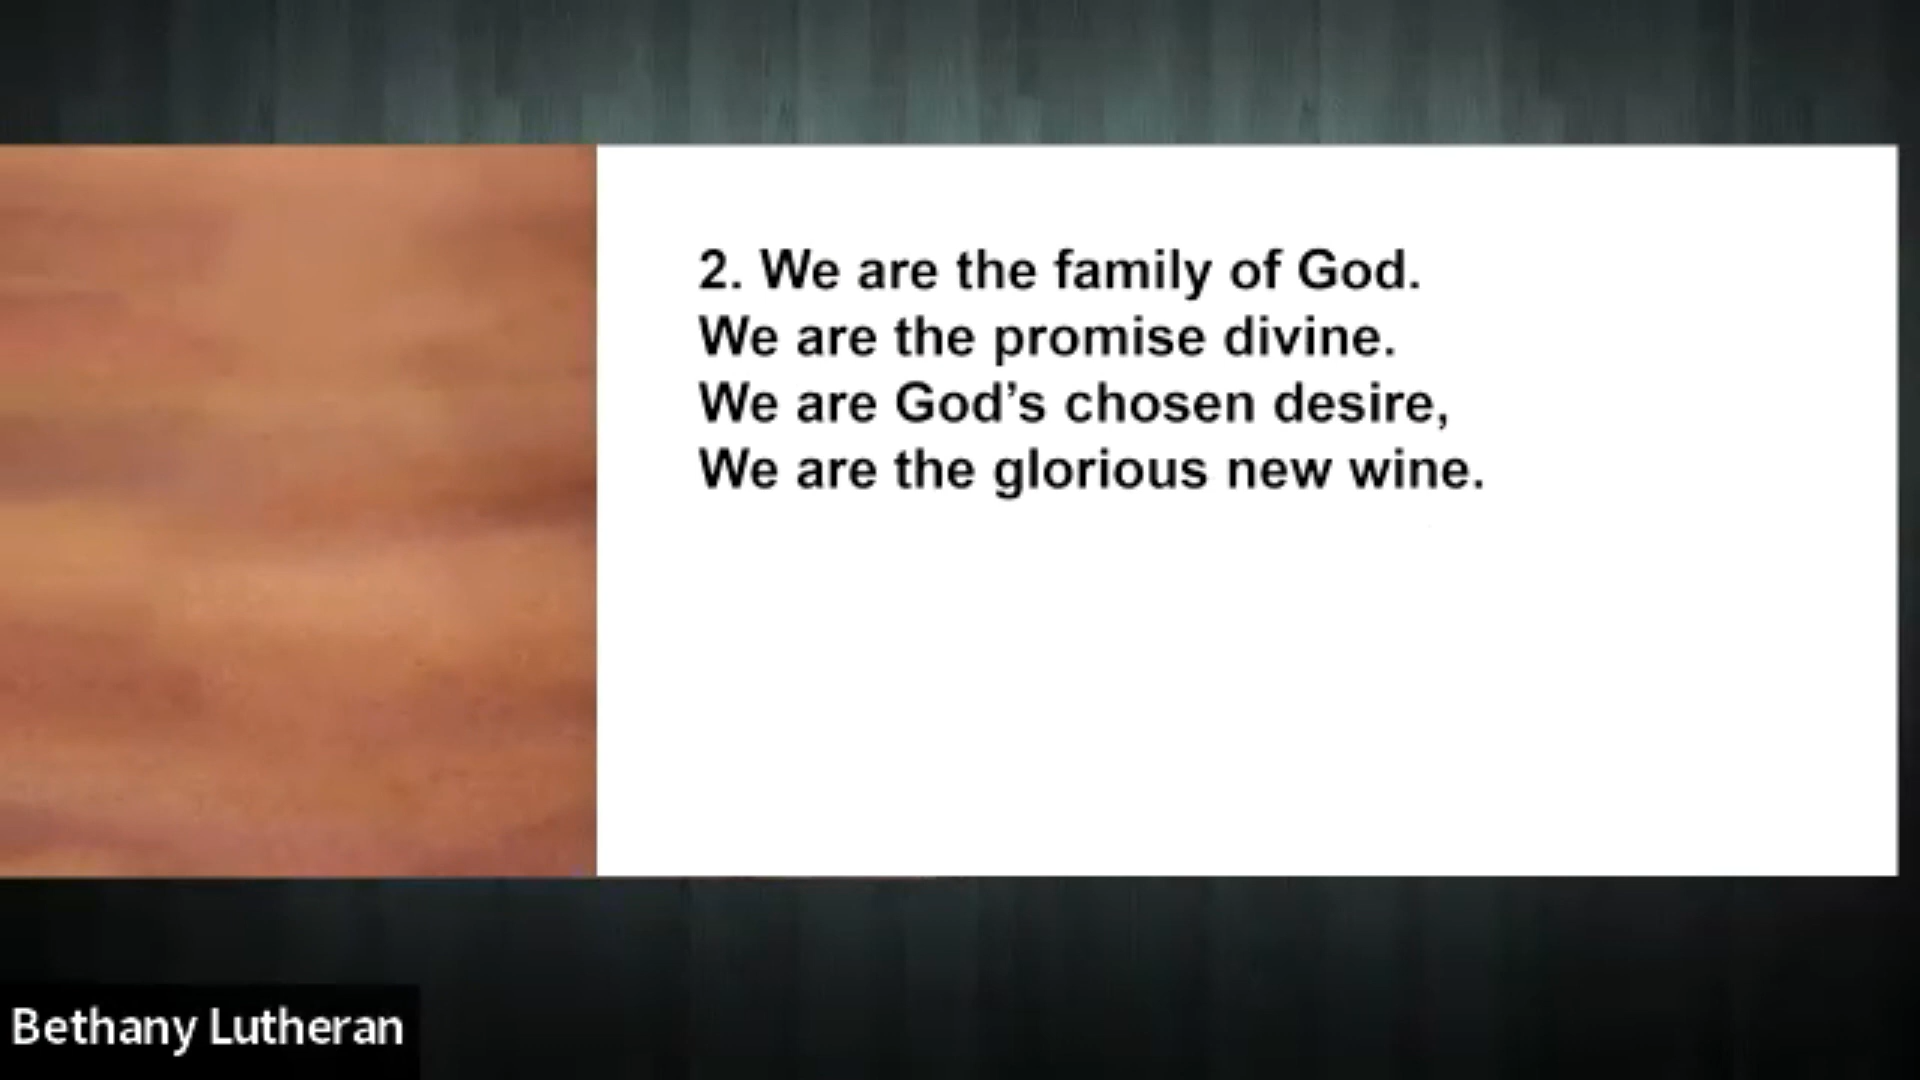 2. We are the family of God.
We are the promise divine.
We are God’s chosen desire,
We are the glorious new wine.
Bethany Lutheran